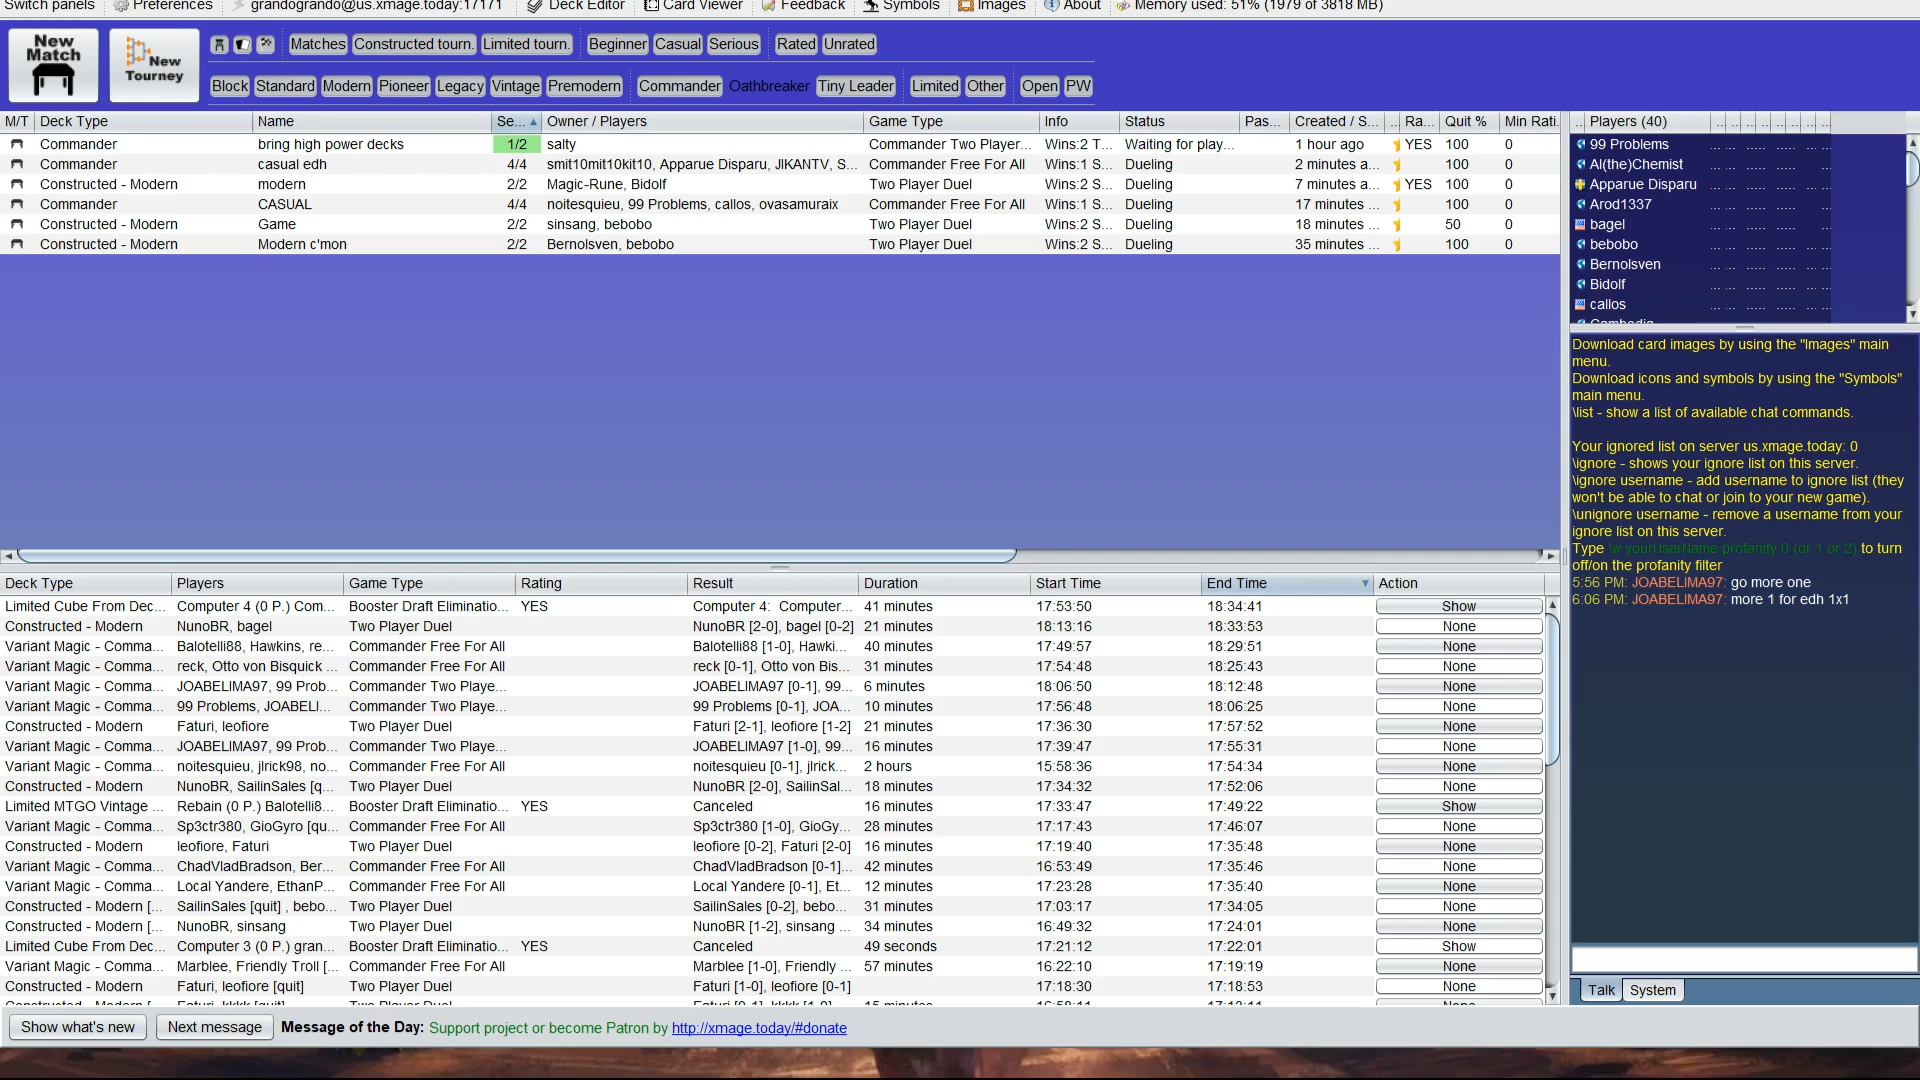 Switch panels Preferences grandogrando@us.xmage.today:17171 Deck Editor Card Viewer Feedback Symbols Images About Memory used: 51% (1979 of 3818 MB)
New Match
New Tourney
Matches Constructed tourn. Limited tourn. Beginner Casual Serious Rated Unrated
Block Standard Modern Pioneer Legacy Vintage Premodern Commander Oathbreaker Tiny Leader Limited Other Open PW
M/T Deck Type Name Se... Owner / Players Game Type Info Status Pas... Created / S... ... Ra... Quit % Min Rati...
Commander bring high power decks 1/2 salty Commander Two Player... Wins:2 T... Waiting for play... 1 hour ago YES 100 0
Commander casual edh 4/4 smit10mit10kit10, Apparue Disparu, JIKANTV, S... Commander Free For All Wins:1 S... Dueling 2 minutes a... 100 0
Constructed - Modern modern 2/2 Magic-Rune, Bidolf Two Player Duel Wins:2 S... Dueling 7 minutes a... YES 100 0
Commander CASUAL 4/4 noitesquieu, 99 Problems, callos, ovasamuraix Commander Free For All Wins:1 S... Dueling 17 minutes ... 100 0
Constructed - Modern Game 2/2 sinsang, bebobo Two Player Duel Wins:2 S... Dueling 18 minutes ... 50 0
Constructed - Modern Modern c'mon 2/2 Bernolsven, bebobo Two Player Duel Wins:2 S... Dueling 35 minutes ... 100 0
Players (40)
99 Problems
Al(the)Chemist
Apparue Disparu
Arod1337
bagel
bebobo
Bernolsven
Bidolf
callos
Cambodia
Download card images by using the "Images" main
menu.
Download icons and symbols by using the "Symbols"
main menu.
\list - show a list of available chat commands.
Your ignored list on server us.xmage.today: 0
\ignore - shows your ignore list on this server.
\ignore username - add username to ignore list (they
won't be able to chat or join to your new game).
\unignore username - remove a username from your
ignore list on this server.
Type \w yourUserName profanity 0 (or 1 or 2) to turn
off/on the profanity filter
5:56 PM: JOABELIMA97: go more one
6:06 PM: JOABELIMA97: more 1 for edh 1x1
Talk System
Deck Type Players Game Type Rating Result Duration Start Time End Time Action
Limited Cube From Dec... Computer 4 (0 P.) Com... Booster Draft Eliminatio... YES Computer 4: Computer... 41 minutes 17:53:50 18:34:41 Show
Constructed - Modern NunoBR, bagel Two Player Duel NunoBR [2-0], bagel [0-2] 21 minutes 18:13:16 18:33:53 None
Variant Magic - Comma... Balotelli88, Hawkins, re... Commander Free For All Balotelli88 [1-0], Hawki... 40 minutes 17:49:57 18:29:51 None
Variant Magic - Comma... reck, Otto von Bisquick ... Commander Free For All reck [0-1], Otto von Bis... 31 minutes 17:54:48 18:25:43 None
Variant Magic - Comma... JOABELIMA97, 99 Prob... Commander Two Playe... JOABELIMA97 [0-1], 99... 6 minutes 18:06:50 18:12:48 None
Variant Magic - Comma... 99 Problems, JOABELI... Commander Two Playe... 99 Problems [0-1], JOA... 10 minutes 17:56:48 18:06:25 None
Constructed - Modern Faturi, leofiore Two Player Duel Faturi [2-1], leofiore [1-2] 21 minutes 17:36:30 17:57:52 None
Variant Magic - Comma... JOABELIMA97, 99 Prob... Commander Two Playe... JOABELIMA97 [1-0], 99... 16 minutes 17:39:47 17:55:31 None
Variant Magic - Comma... noitesquieu, jlrick98, no... Commander Free For All noitesquieu [0-1], jlrick... 2 hours 15:58:36 17:54:34 None
Constructed - Modern NunoBR, SailinSales [q... Two Player Duel NunoBR [2-0], SailinSal... 18 minutes 17:34:32 17:52:06 None
Limited MTGO Vintage ... Rebain (0 P.) Balotelli8... Booster Draft Eliminatio... YES Canceled 16 minutes 17:33:47 17:49:22 Show
Variant Magic - Comma... Sp3ctr380, GioGyro [qu... Commander Free For All Sp3ctr380 [1-0], GioGy... 28 minutes 17:17:43 17:46:07 None
Constructed - Modern leofiore, Faturi Two Player Duel leofiore [0-2], Faturi [2-0] 16 minutes 17:19:40 17:35:48 None
Variant Magic - Comma... ChadVladBradson, Ber... Commander Free For All ChadVladBradson [0-1]... 42 minutes 16:53:49 17:35:46 None
Variant Magic - Comma... Local Yandere, EthanP... Commander Free For All Local Yandere [0-1], Et... 12 minutes 17:23:28 17:35:40 None
Constructed - Modern [... SailinSales [quit] , bebo... Two Player Duel SailinSales [0-2], bebo... 31 minutes 17:03:17 17:34:05 None
Constructed - Modern [... NunoBR, sinsang Two Player Duel NunoBR [1-2], sinsang ... 34 minutes 16:49:32 17:24:01 None
Limited Cube From Dec... Computer 3 (0 P.) gran... Booster Draft Eliminatio... YES Canceled 49 seconds 17:21:12 17:22:01 Show
Variant Magic - Comma... Marblee, Friendly Troll [... Commander Free For All Marblee [1-0], Friendly ... 57 minutes 16:22:10 17:19:19 None
Constructed - Modern Faturi, leofiore [quit] Two Player Duel Faturi [1-0], leofiore [0-1] 17:18:30 17:18:53 None
Constructed - Modern [... Faturi, kkkk [quit] Two Player Duel Faturi [0-1], kkkk [1-0] 15 minutes 16:58:11 17:13:11 None
Show what's new Next message Message of the Day: Support project or become Patron by http://xmage.today/#donate